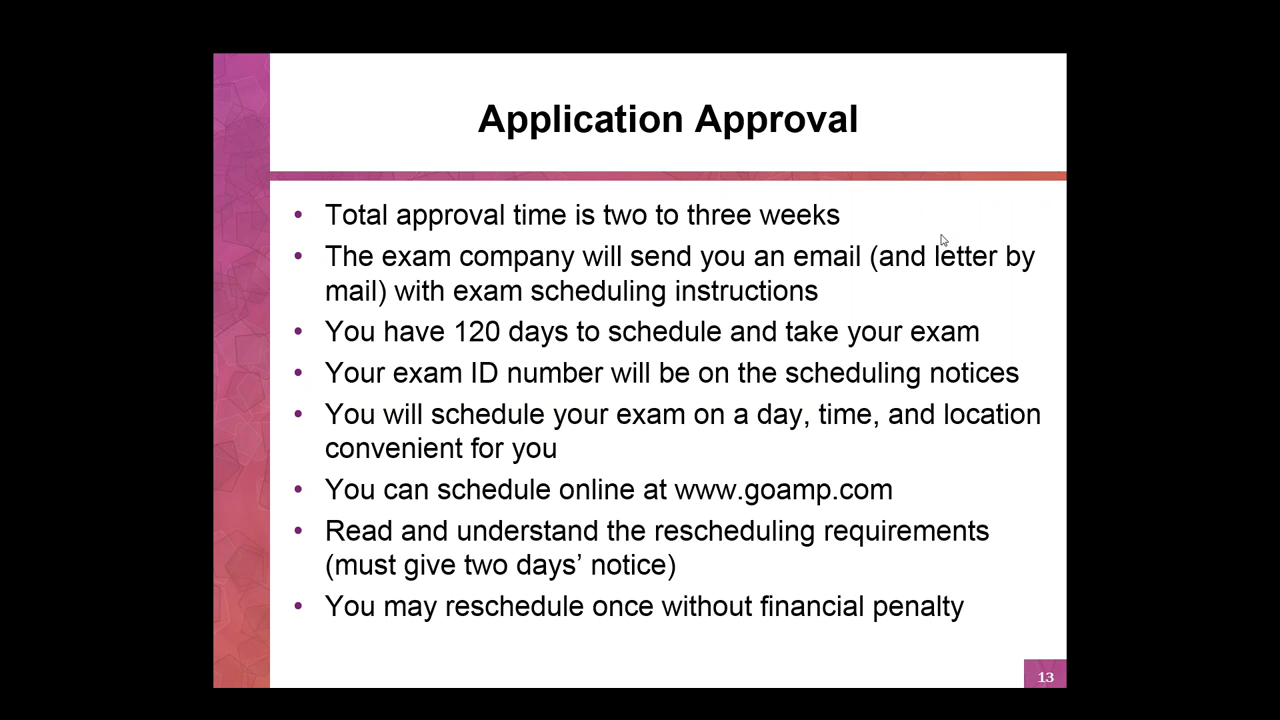 Application Approval
• Total approval time is two to three weeks
• The exam company will send you an email (and letter by
mail) with exam scheduling instructions
• You have 120 days to schedule and take your exam
• Your exam ID number will be on the scheduling notices
• You will schedule your exam on a day, time, and location
convenient for you
• You can schedule online at www.goamp.com
• Read and understand the rescheduling requirements
(must give two days’ notice)
• You may reschedule once without financial penalty
13